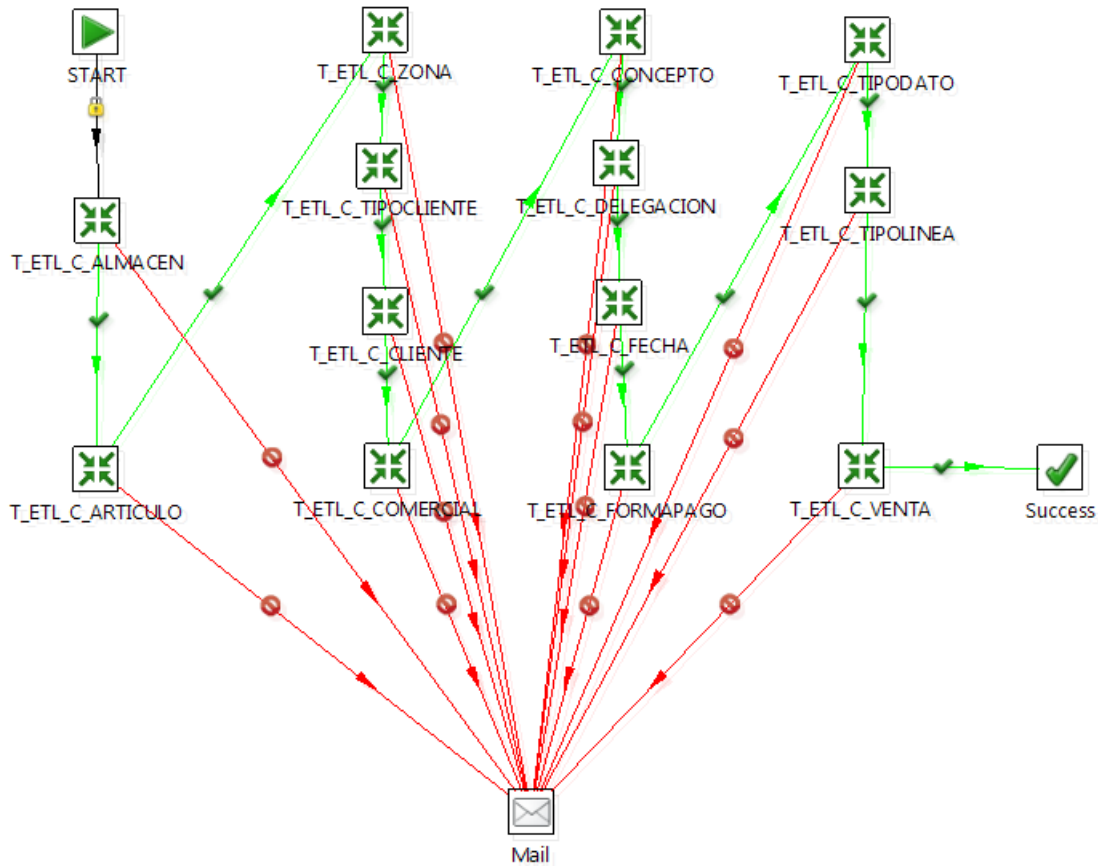 START
T_ETL_C_ZONA
T_ETL_C_CONCEPTO
T_ETL_C_TIPODATO
T_ETL_C_TIPOCLIENTE
T_ETL_C_DELEGACION
T_ETL_C_TIPOLINEA
T_ETL_C_ALMACEN
T_ETL_C_CLIENTE
T_ETL_C_FECHA
T_ETL_C_ARTICULO
T_ETL_C_COMERCIAL
T_ETL_C_FORMAPAGO
T_ETL_C_VENTA
Success
Mail